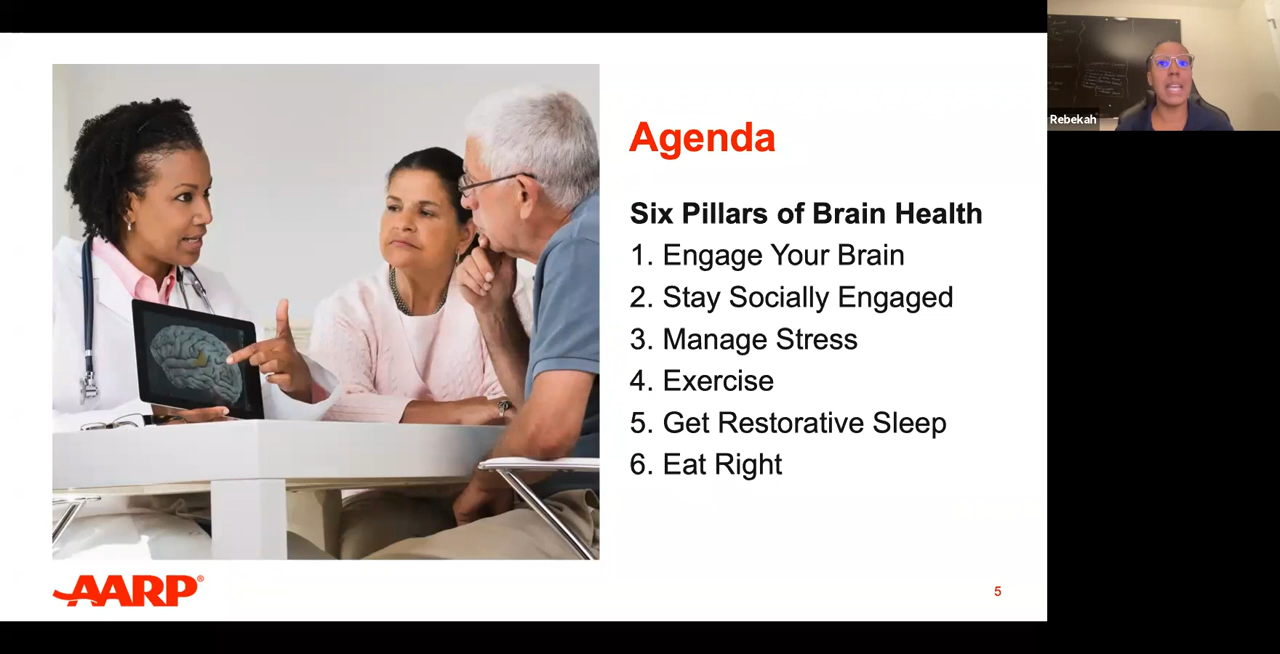 Agenda
Six Pillars of Brain Health
1. Engage Your Brain
2. Stay Socially Engaged
3. Manage Stress
4. Exercise
5. Get Restorative Sleep
6. Eat Right
AARP®
5
Rebekah